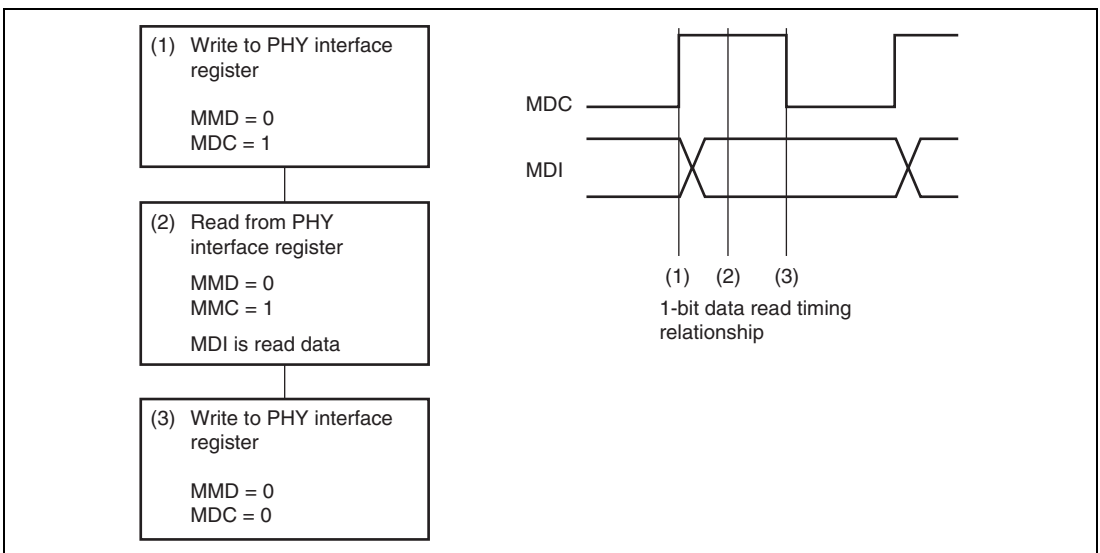 (1) Write to PHY interface
register
MMD = 0
MDC = 1
(2) Read from PHY
interface register
MMD = 0
MMC = 1
MDI is read data
(3) Write to PHY interface
register
MMD = 0
MDC = 0
MDC
MDI
(1) (2) (3)
1-bit data read timing
relationship